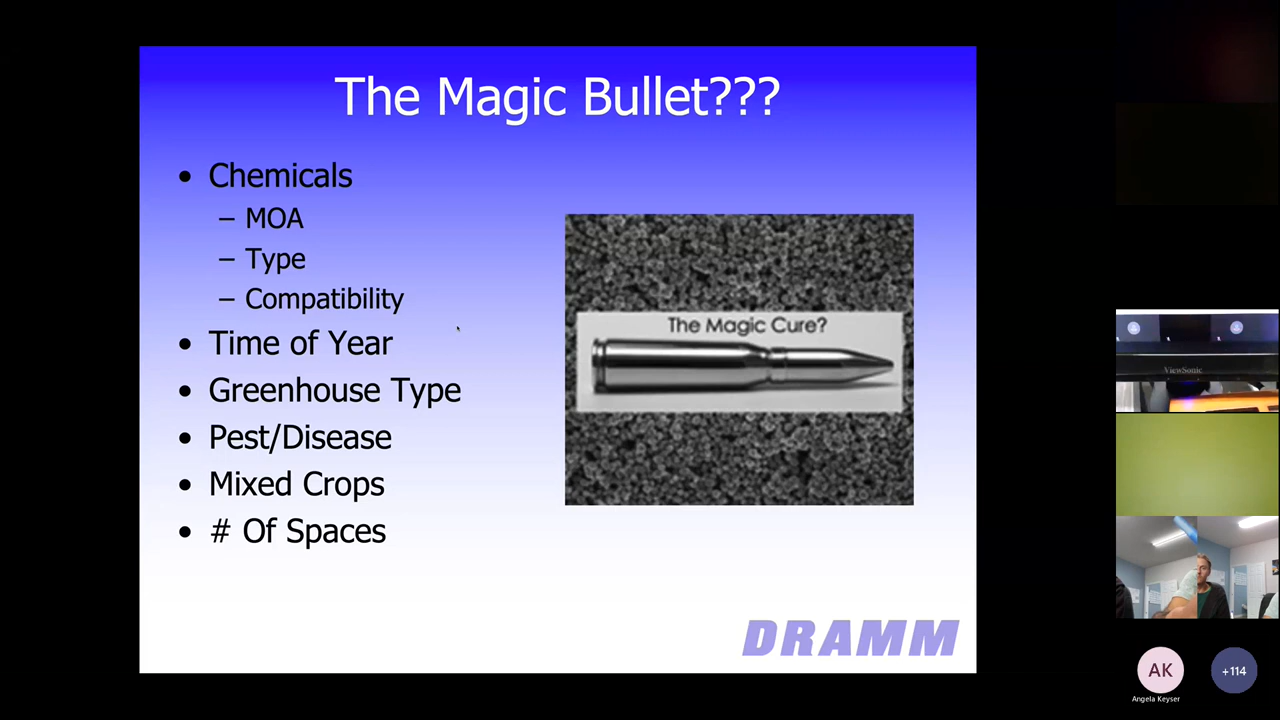 The Magic Bullet???
• Chemicals
– MOA
– Type
– Compatibility
• Time of Year
• Greenhouse Type
• Pest/Disease
• Mixed Crops
• # Of Spaces
The Magic Cure?
DRAMM
ViewSonic
AK
+114
Angela Keyser